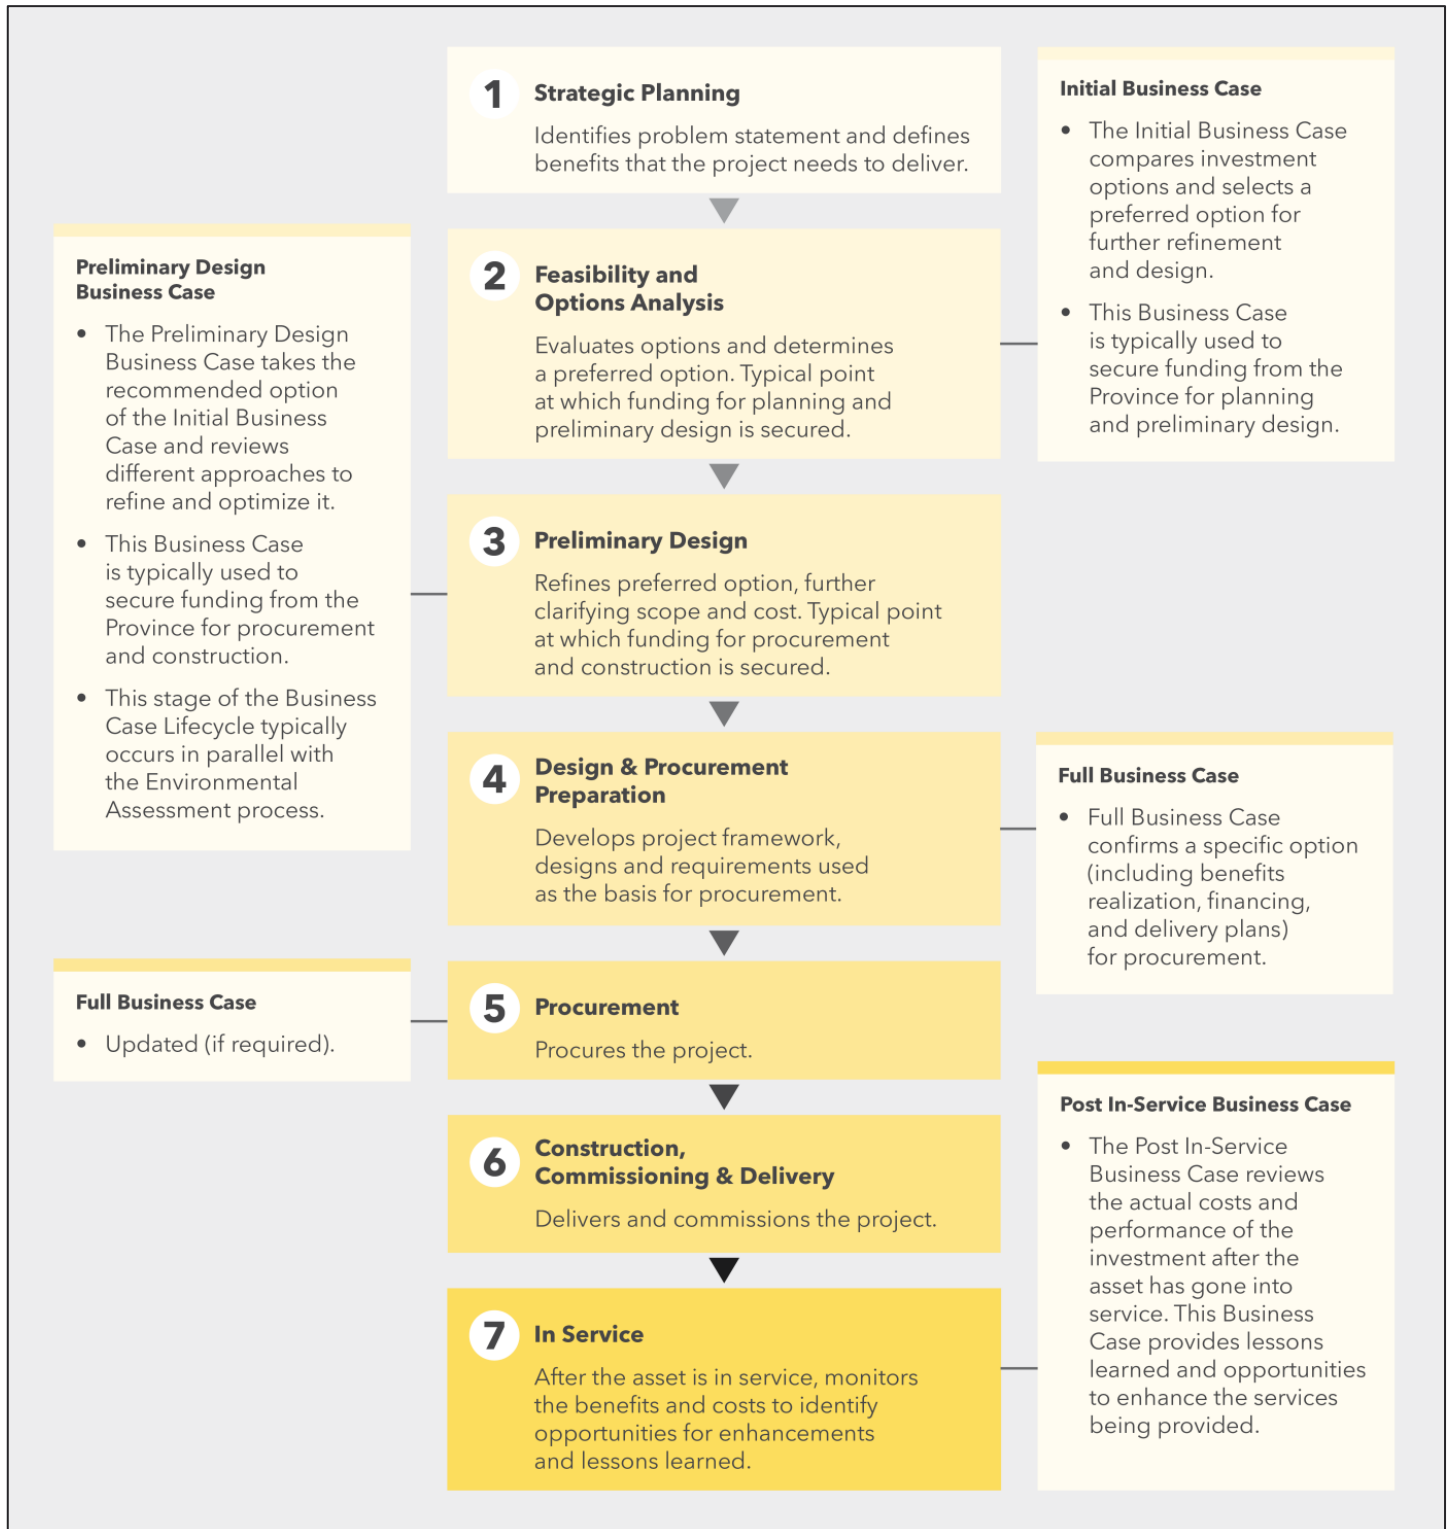 1
Strategic Planning
Identifies problem statement and defines
benefits that the project needs to deliver.
Initial Business Case
• The Initial Business Case
compares investment
options and selects a
preferred option for
further refinement
and design.
• This Business Case
is typically used to
secure funding from the
Province for planning
and preliminary design.
2
Feasibility and
Options Analysis
Evaluates options and determines
a preferred option. Typical point
at which funding for planning and
preliminary design is secured.
Preliminary Design
Business Case
• The Preliminary Design
Business Case takes the
recommended option
of the Initial Business
Case and reviews
different approaches to
refine and optimize it.
• This Business Case
is typically used to
secure funding from the
Province for procurement
and construction.
• This stage of the Business
Case Lifecycle typically
occurs in parallel with
the Environmental
Assessment process.
3
Preliminary Design
Refines preferred option, further
clarifying scope and cost. Typical point
at which funding for procurement
and construction is secured.
4
Design & Procurement
Preparation
Develops project framework,
designs and requirements used
as the basis for procurement.
Full Business Case
• Full Business Case
confirms a specific option
(including benefits
realization, financing,
and delivery plans)
for procurement.
Full Business Case
• Updated (if required).
5
Procurement
Procures the project.
6
Construction,
Commissioning & Delivery
Delivers and commissions the project.
Post In-Service Business Case
• The Post In-Service
Business Case reviews
the actual costs and
performance of the
investment after the
asset has gone into
service. This Business
Case provides lessons
learned and opportunities
to enhance the services
being provided.
7
In Service
After the asset is in service, monitors
the benefits and costs to identify
opportunities for enhancements
and lessons learned.